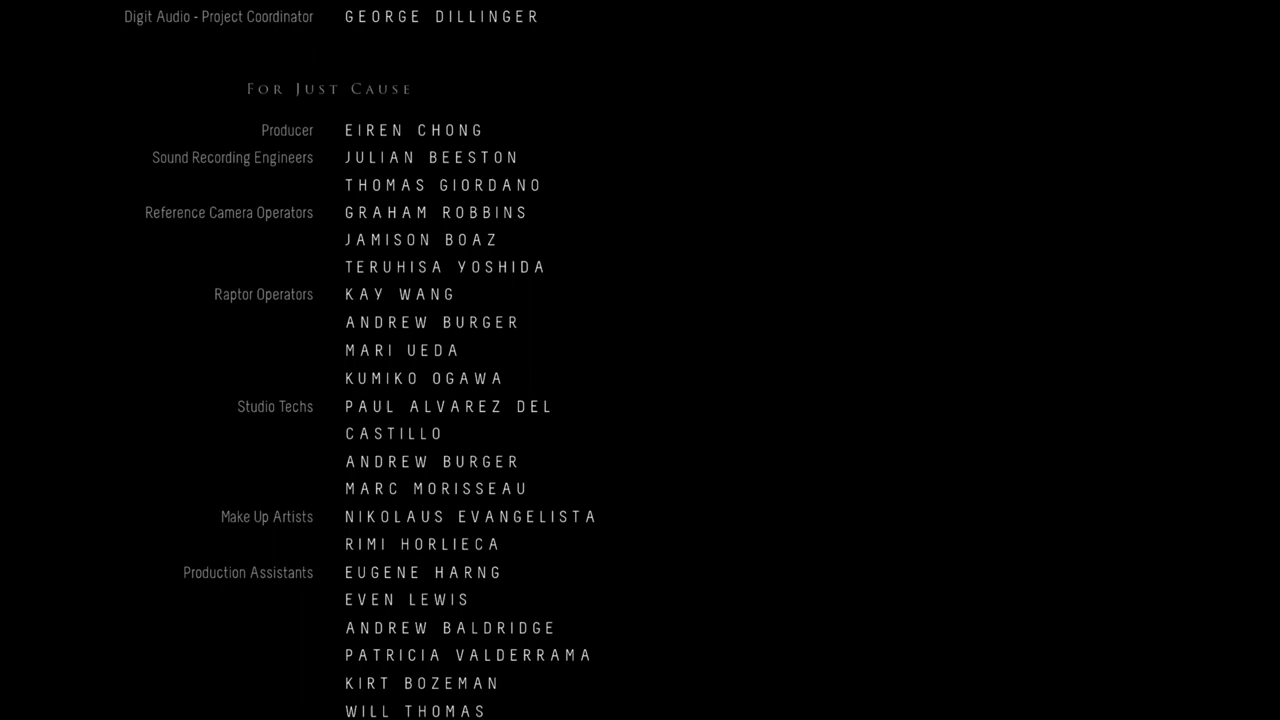 Digit Audio - Project Coordinator GEORGE DILLINGER
FOR JUST CAUSE
Producer EIREN CHONG
Sound Recording Engineers JULIAN BEESTON
THOMAS GIORDANO
Reference Camera Operators GRAHAM ROBBINS
JAMISON BOAZ
TERUHISA YOSHIDA
Raptor Operators KAY WANG
ANDREW BURGER
MARI UEDA
KUMIKO OGAWA
Studio Techs PAUL ALVAREZ DEL
CASTILLO
ANDREW BURGER
MARC MORISSEAU
Make Up Artists NIKOLAUS EVANGELISTA
RIMI HORLIECA
Production Assistants EUGENE HARNG
EVEN LEWIS
ANDREW BALDRIDGE
PATRICIA VALDERRAMA
KIRT BOZEMAN
WILL THOMAS